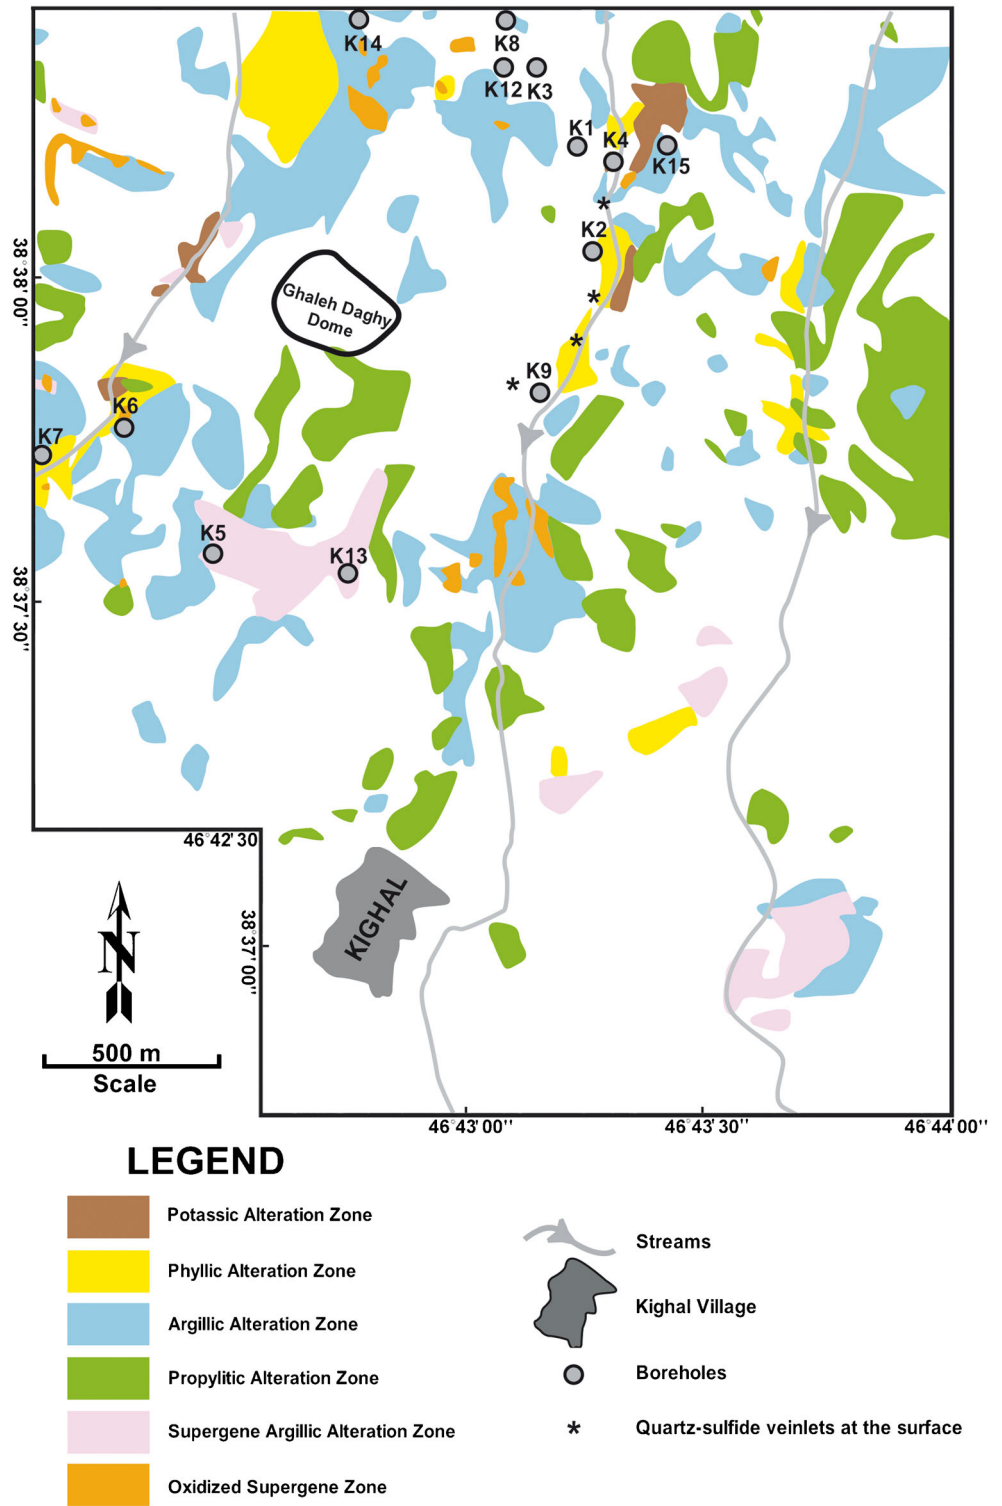 K14
K8
K12
K3
K1
K4
K15
K2
38°38'00"
Ghaleh Daghy
Dome
K9
K6
K7
K5
K13
38°37'30"
46°42'30
KIGHAL
38°37'00"
N
500 m
Scale
46°43'00"
46°43'30"
46°44'00"
LEGEND
Potassic Alteration Zone
Phyllic Alteration Zone
Argillic Alteration Zone
Propylitic Alteration Zone
Supergene Argillic Alteration Zone
Oxidized Supergene Zone
Streams
Kighal Village
Boreholes
* Quartz-sulfide veinlets at the surface